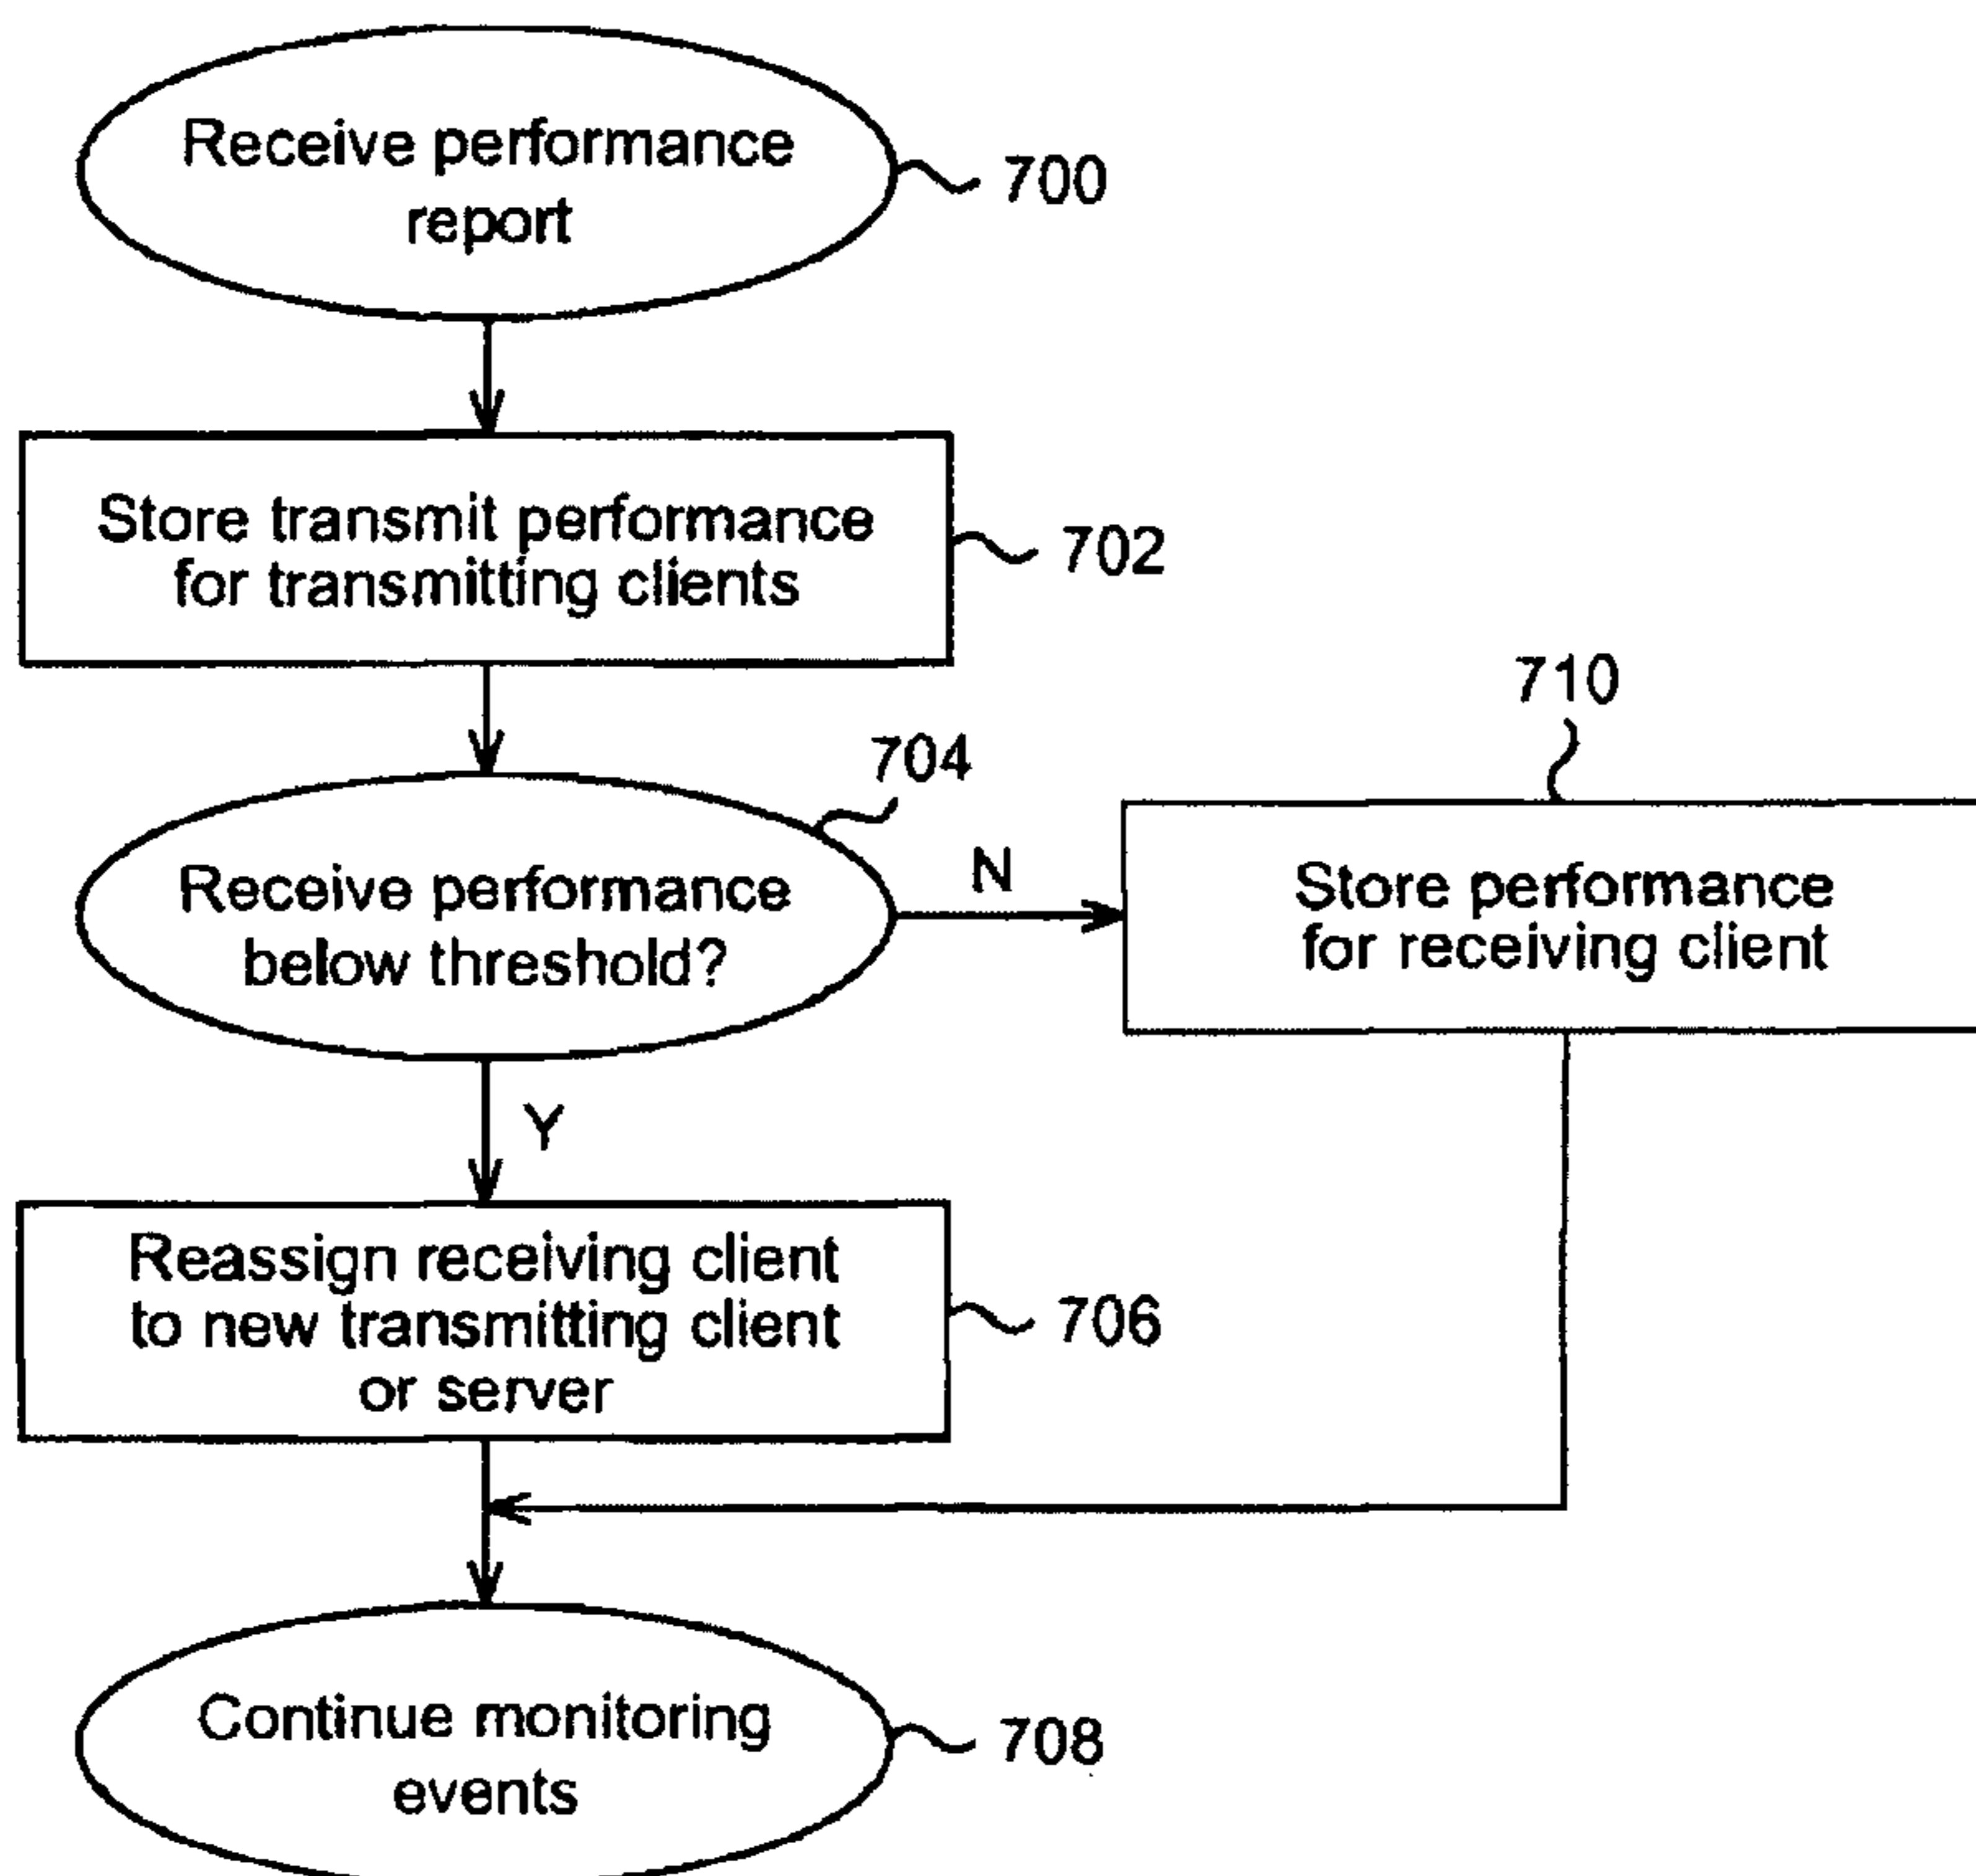 Receive performance
report
700
Store transmit performance
for transmitting clients
702
710
704
Receive performance
below threshold?
N
Store performance
for receiving client
Y
Reassign receiving client
to new transmitting client
or server
706
Continue monitoring
events
708